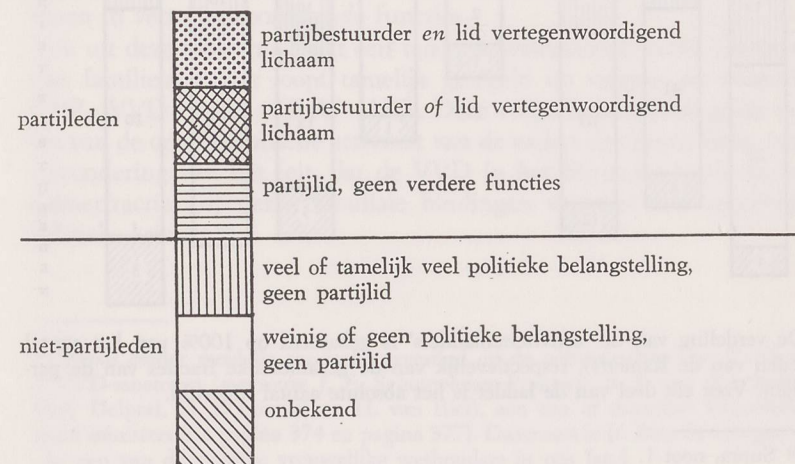 partijbestuurder en lid vertegenwoordigend
lichaam
partijleden
partijbestuurder of lid vertegenwoordigend
lichaam
partijlid, geen verdere functies
veel of tamelijk veel politieke belangstelling,
geen partijlid
niet-partijleden
weinig of geen politieke belangstelling,
geen partijlid
onbekend